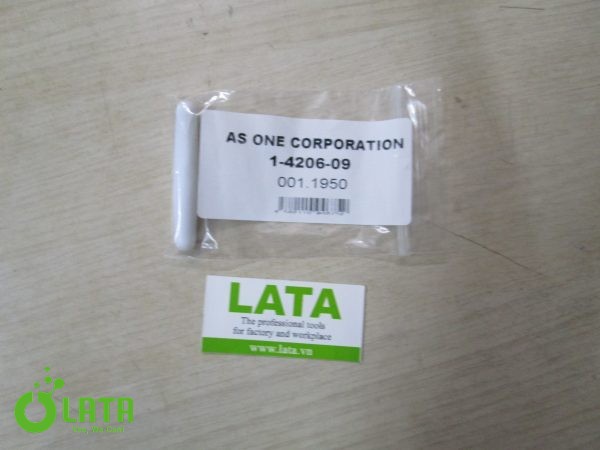 AS ONE CORPORATION
1-4206-09
001.1950
LATA
The professional tools
for factory and workplace
www.lata.vn
LATA